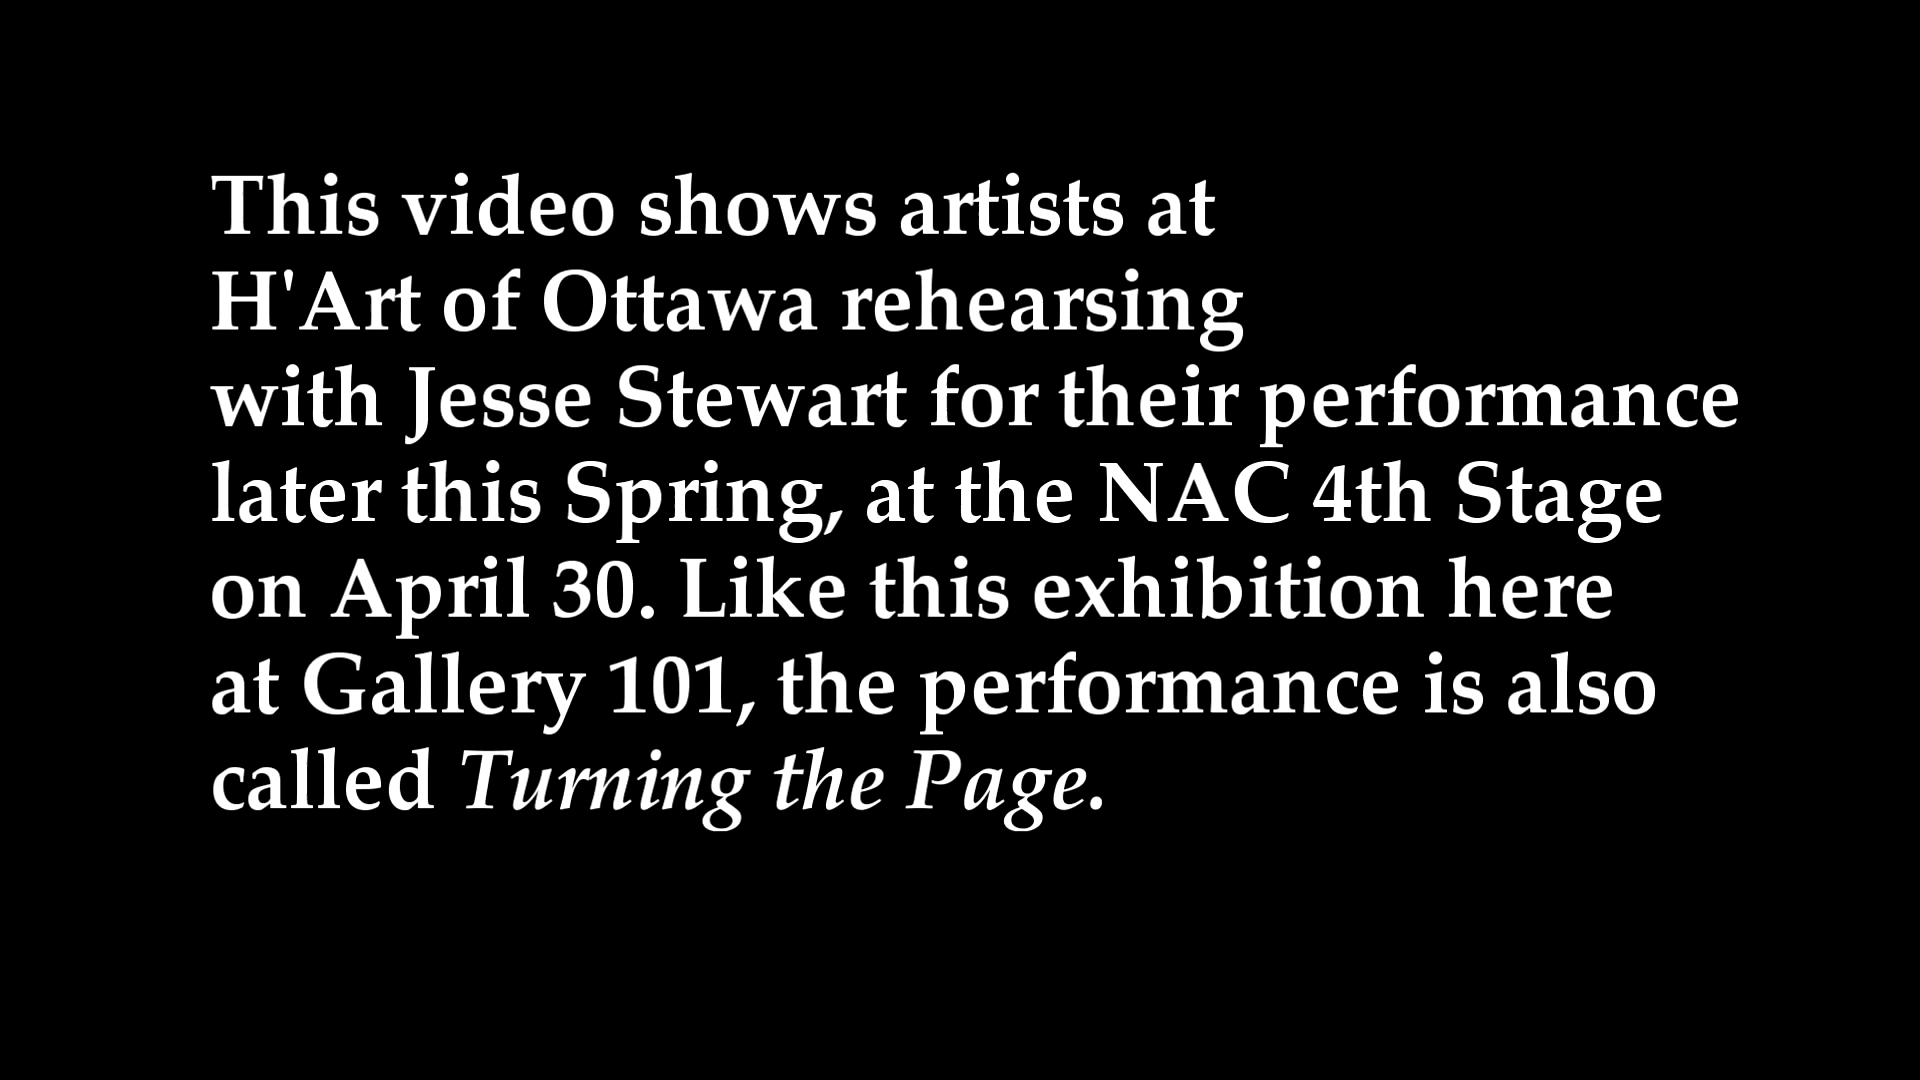 This video shows artists at
H'Art of Ottawa rehearsing
with Jesse Stewart for their performance
later this Spring, at the NAC 4th Stage
on April 30. Like this exhibition here
at Gallery 101, the performance is also
called Turning the Page.